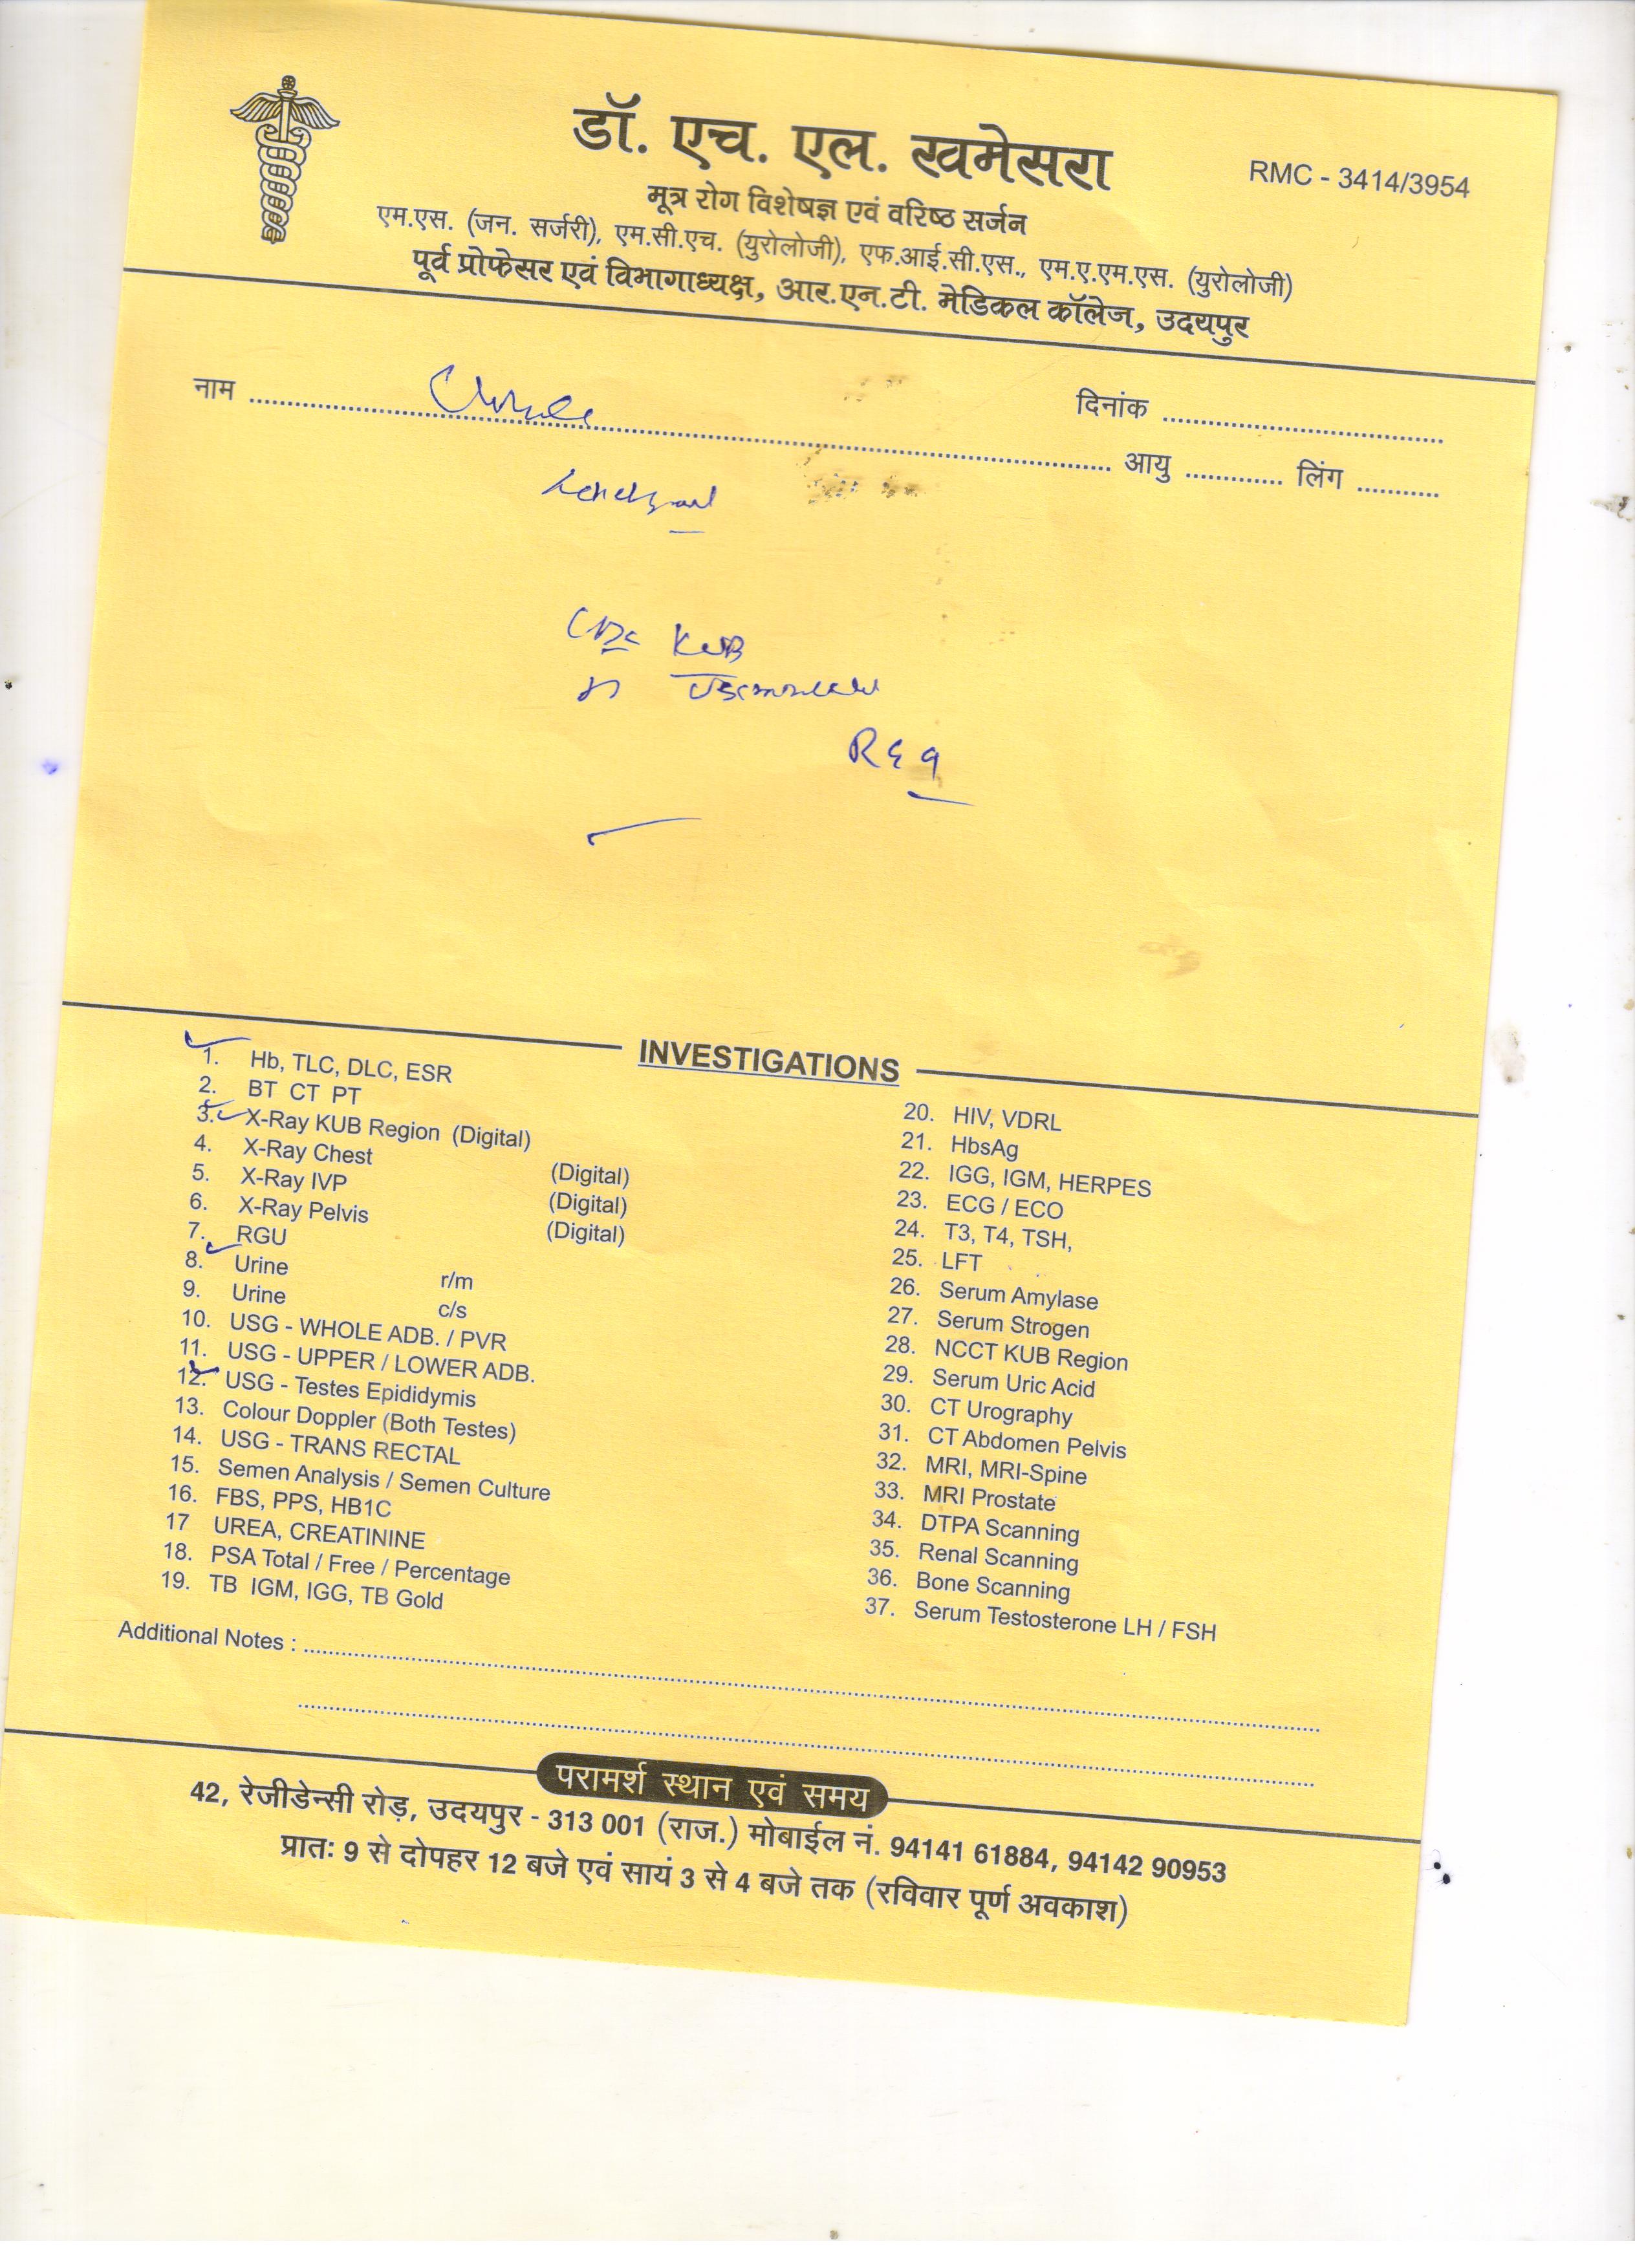 डॉ. एच. एल. खमेसरा
RMC - 3414/3954
मूत्र रोग विशेषज्ञ एवं वरिष्ठ सर्जन
एम.एस. (जन. सर्जरी), एम.सी.एच. (युरोलोजी), एफ.आई.सी.एस., एम.ए.एम.एस. (युरोलोजी)
पूर्व प्रोफेसर एवं विभागाध्यक्ष, आर.एन.टी. मेडिकल कॉलेज, उदयपुर
नाम
दिनांक
आयु
लिंग
KUB
INVESTIGATIONS
1. Hb, TLC, DLC, ESR
2. BT CT PT
3. X-Ray KUB Region (Digital)
4. X-Ray Chest (Digital)
5. X-Ray IVP (Digital)
6. X-Ray Pelvis (Digital)
7. RGU
8. Urine r/m
9. Urine c/s
10. USG - WHOLE ADB. / PVR
11. USG - UPPER / LOWER ADB.
12. USG - Testes Epididymis
13. Colour Doppler (Both Testes)
14. USG - TRANS RECTAL
15. Semen Analysis / Semen Culture
16. FBS, PPS, HB1C
17 UREA, CREATININE
18. PSA Total / Free / Percentage
19. TB IGM, IGG, TB Gold
20. HIV, VDRL
21. HbsAg
22. IGG, IGM, HERPES
23. ECG / ECO
24. T3, T4, TSH,
25. LFT
26. Serum Amylase
27. Serum Strogen
28. NCCT KUB Region
29. Serum Uric Acid
30. CT Urography
31. CT Abdomen Pelvis
32. MRI, MRI-Spine
33. MRI Prostate
34. DTPA Scanning
35. Renal Scanning
36. Bone Scanning
37. Serum Testosterone LH / FSH
Additional Notes :
परामर्श स्थान एवं समय
42, रेजीडेन्सी रोड़, उदयपुर - 313 001 (राज.) मोबाईल नं. 94141 61884, 94142 90953
प्रातः 9 से दोपहर 12 बजे एवं सायं 3 से 4 बजे तक (रविवार पूर्ण अवकाश)